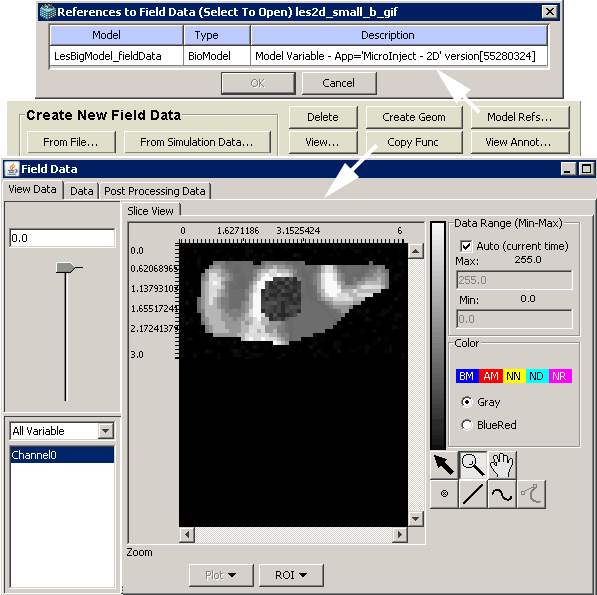 References to Field Data (Select To Open) les2d_small_b_gif
Model Type Description
LesBigModel_fieldData BioModel Model Variable - App='MicroInject - 2D' version[55280324]
OK Cancel
Create New Field Data
From File... From Simulation Data...
Delete Create Geom Model Refs...
View... Copy Func View Annot...
Field Data
View Data Data Post Processing Data
0.0
All Variable
Channel0
Slice View
0 1.6271186 3.1525424 6
0.0
0.62068965
1.13793103
1.65517241
2.17241379
3.0
Zoom
Plot ROI
Data Range (Min-Max)
Auto (current time)
Max: 255.0
255.0
Min: 0.0
0.0
Color
BM AM NN ND NR
Gray
BlueRed